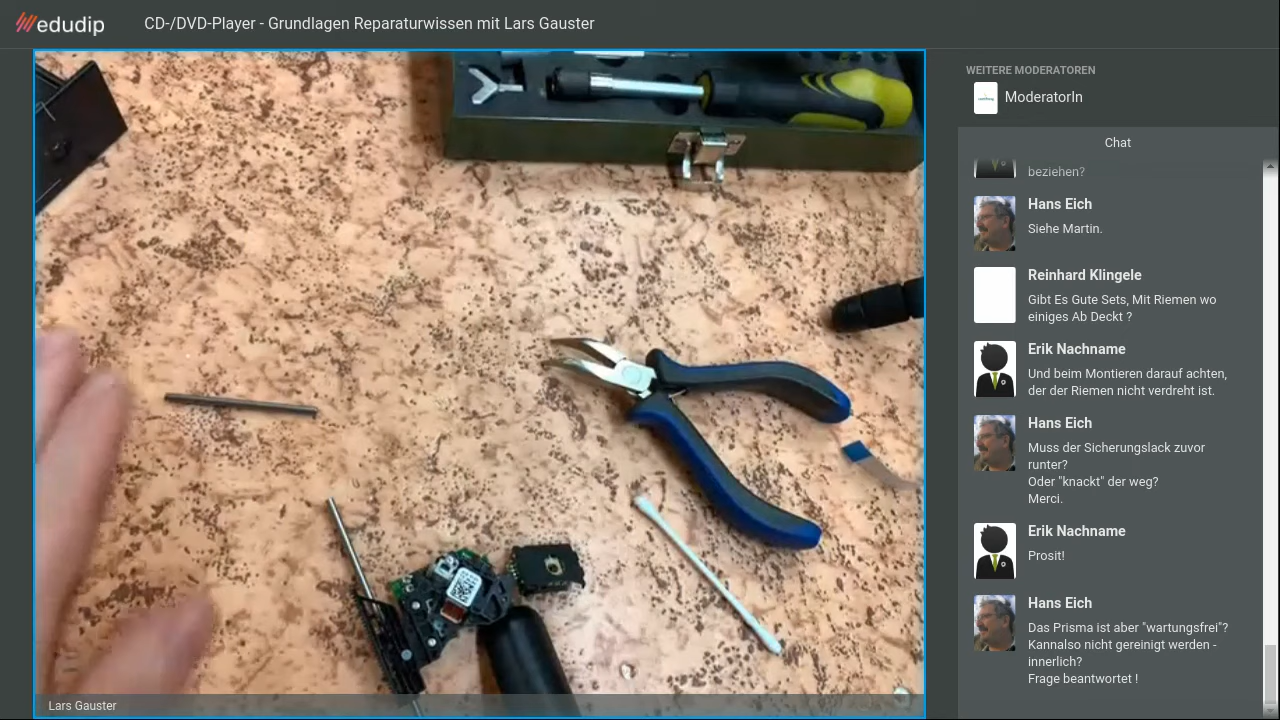 edudip
CD-/DVD-Player - Grundlagen Reparaturwissen mit Lars Gauster
WEITERE MODERATOREN
ModeratorIn
Chat
beziehen?
Hans Eich
Siehe Martin.
Reinhard Klingele
Gibt Es Gute Sets, Mit Riemen wo
einiges Ab Deckt ?
Erik Nachname
Und beim Montieren darauf achten,
der der Riemen nicht verdreht ist.
Hans Eich
Muss der Sicherungslack zuvor
runter?
Oder "knackt" der weg?
Merci.
Erik Nachname
Prosit!
Hans Eich
Das Prisma ist aber "wartungsfrei"?
Kannalso nicht gereinigt werden -
innerlich?
Frage beantwortet !
Lars Gauster